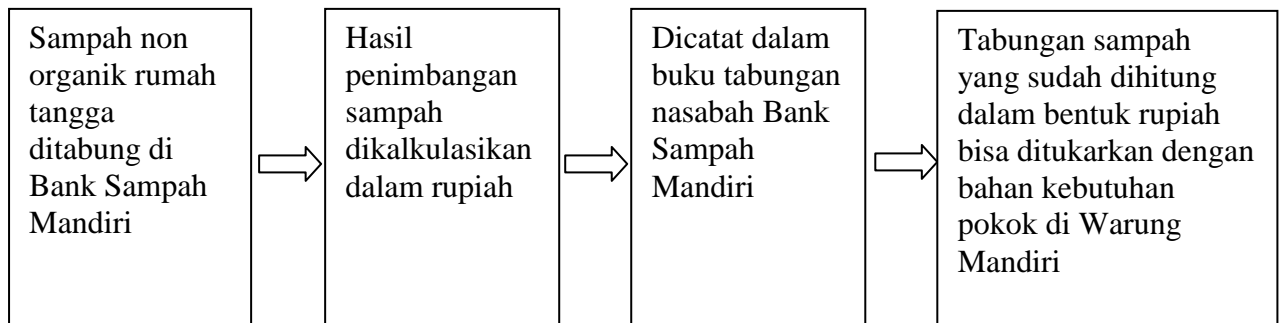 Sampah non
organik rumah
tangga
ditabung di
Bank Sampah
Mandiri
Hasil
penimbangan
sampah
dikalkulasikan
dalam rupiah
Dicatat dalam
buku tabungan
nasabah Bank
Sampah
Mandiri
Tabungan sampah
yang sudah dihitung
dalam bentuk rupiah
bisa ditukarkan dengan
bahan kebutuhan
pokok di Warung
Mandiri